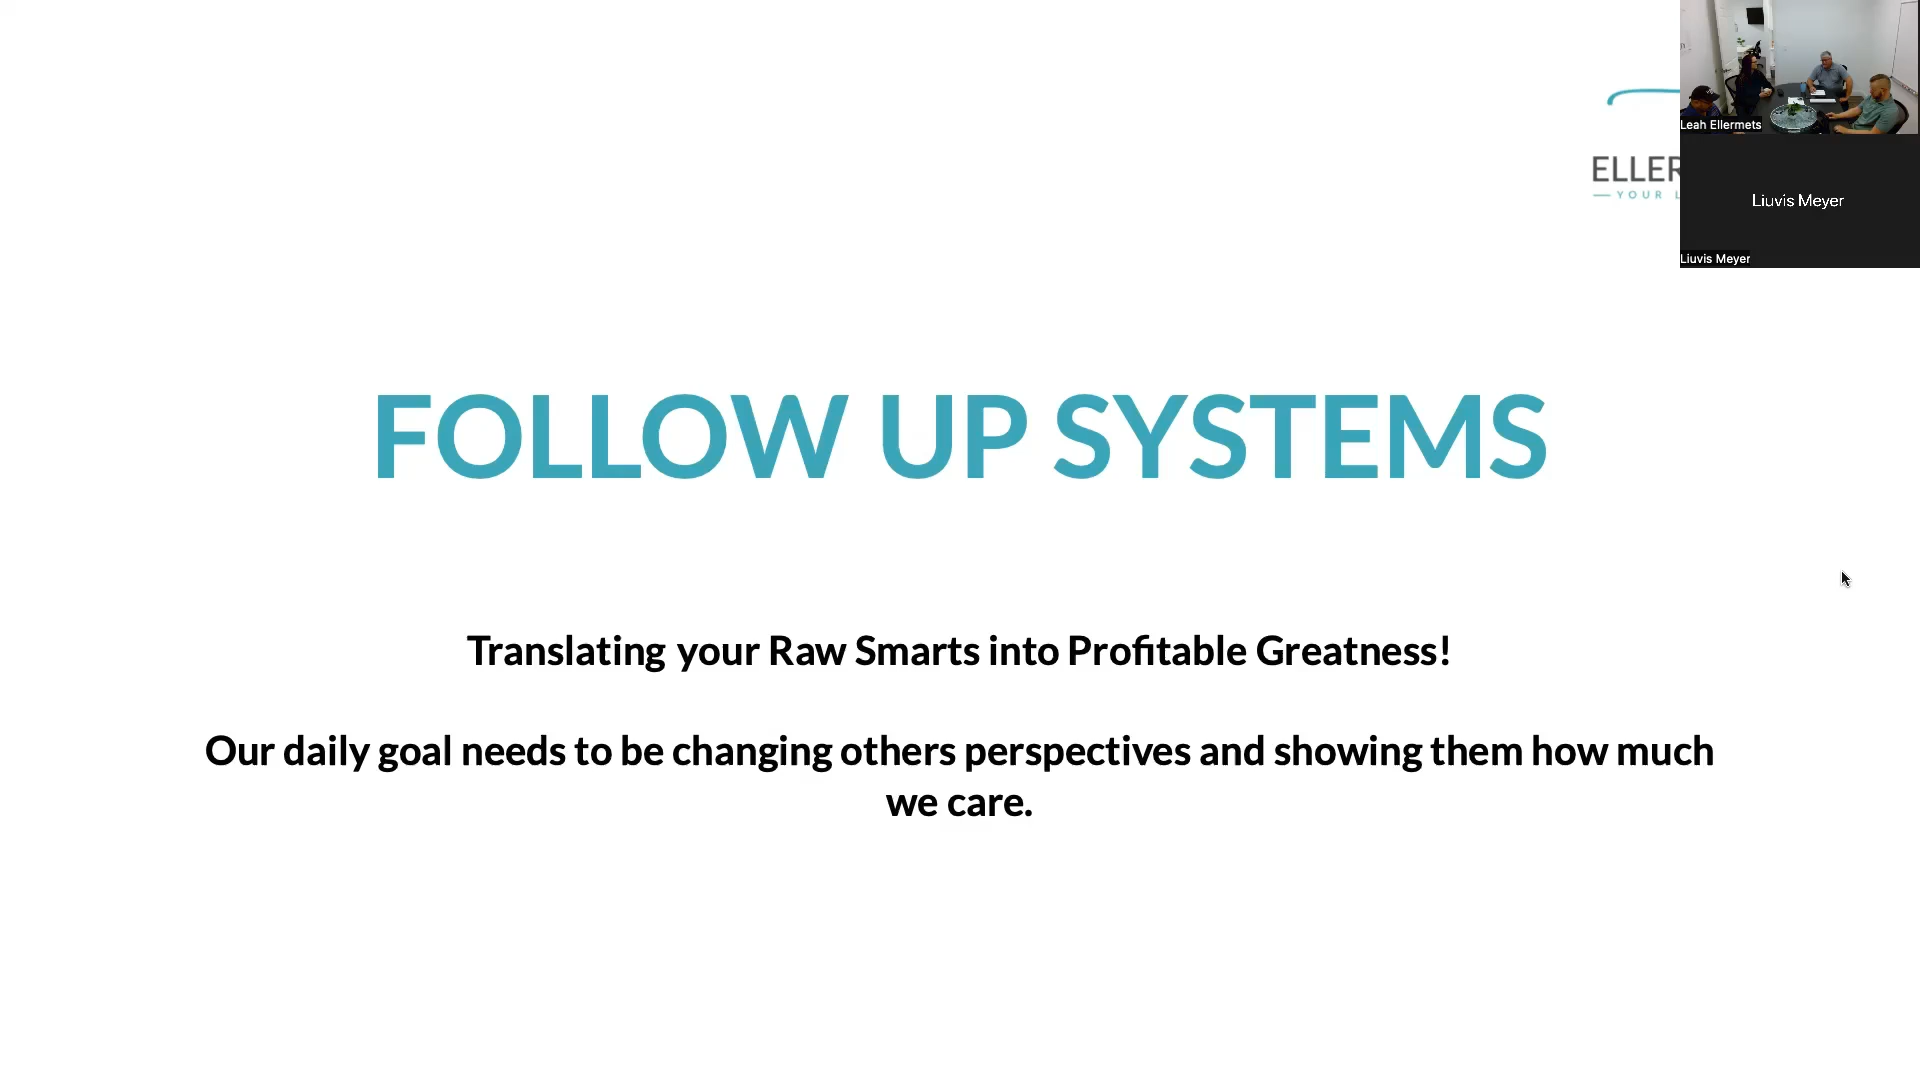 Leah Ellermets
ELLER
YOUR
Liuvis Meyer
Liuvis Meyer
FOLLOW UP SYSTEMS
Translating your Raw Smarts into Profitable Greatness!
Our daily goal needs to be changing others perspectives and showing them how much
we care.